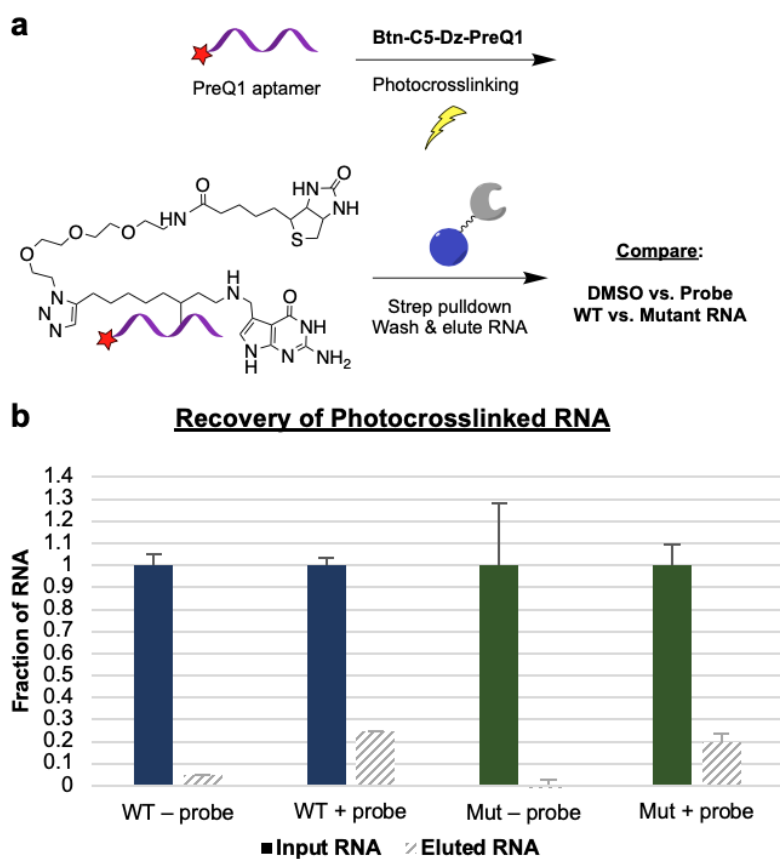 a
PreQ1 aptamer
Btn-C5-Dz-PreQ1
Photocrosslinking
O
HN
NH
S
O
HN
O
O
O
N
N
N
H
N
O
NH
N
H
N
NH₂
Strep pulldown
Wash & elute RNA
Compare:
DMSO vs. Probe
WT vs. Mutant RNA
b
Recovery of Photocrosslinked RNA
Fraction of RNA
1.4
1.3
1.2
1.1
1
0.9
0.8
0.7
0.6
0.5
0.4
0.3
0.2
0.1
0
WT – probe
WT + probe
Mut – probe
Mut + probe
Input RNA
Eluted RNA